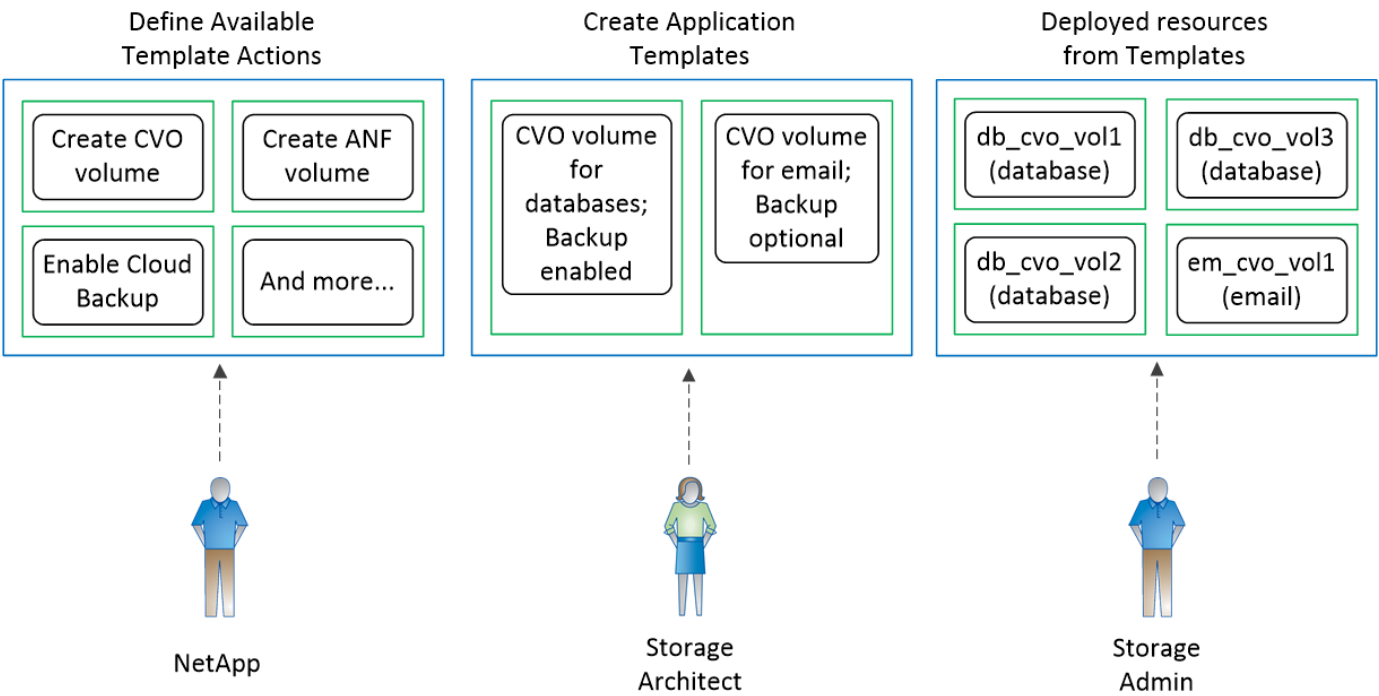 Define Available
Template Actions
Create CVO
volume
Create ANF
volume
Enable Cloud
Backup
And more...
NetApp
Create Application
Templates
CVO volume
for
databases;
Backup
enabled
CVO volume
for email;
Backup
optional
Storage
Architect
Deployed resources
from Templates
db_cvo_vol1
(database)
db_cvo_vol3
(database)
db_cvo_vol2
(database)
em_cvo_vol1
(email)
Storage
Admin